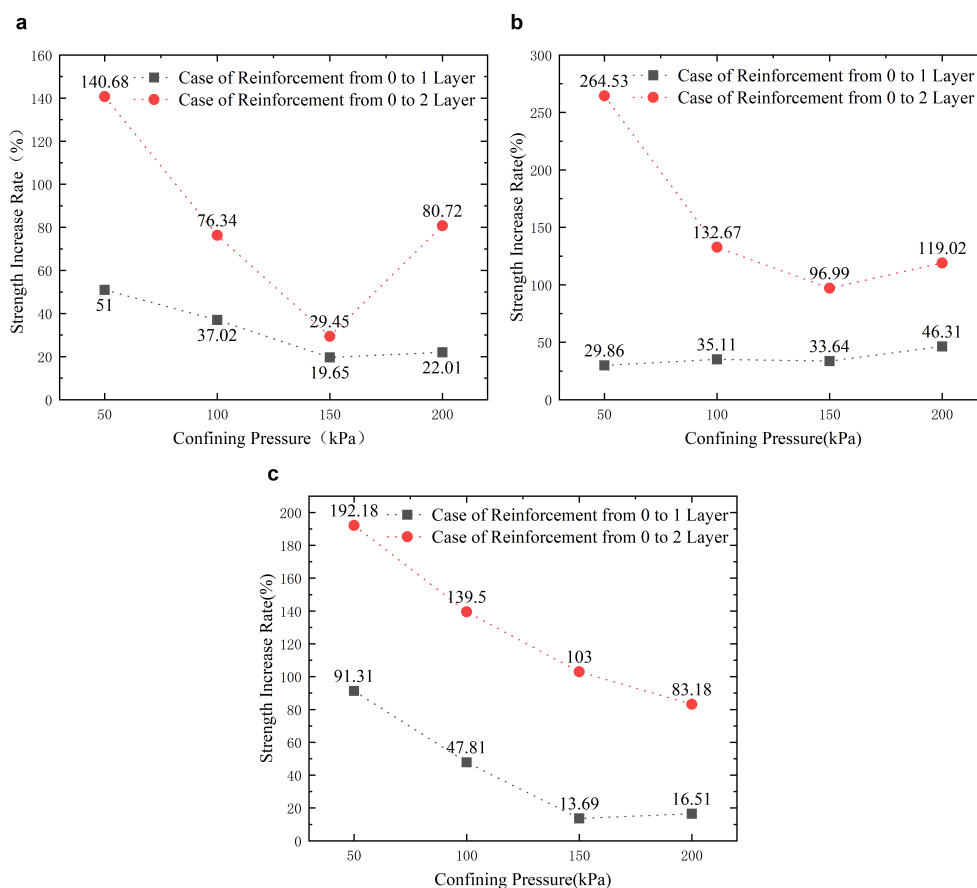 a
160
140
120
100
80
60
40
20
0
Strength Increase Rate（%）
Case of Reinforcement from 0 to 1 Layer
Case of Reinforcement from 0 to 2 Layer
140.68
76.34
29.45
80.72
51
37.02
19.65
22.01
50 100 150 200
Confining Pressure（kPa）
b
300
250
200
150
100
50
0
Strength Increase Rate(%)
Case of Reinforcement from 0 to 1 Layer
Case of Reinforcement from 0 to 2 Layer
264.53
132.67
96.99
119.02
29.86
35.11
33.64
46.31
50 100 150 200
Confining Pressure(kPa)
c
200
180
160
140
120
100
80
60
40
20
0
Strength Increase Rate(%)
Case of Reinforcement from 0 to 1 Layer
Case of Reinforcement from 0 to 2 Layer
192.18
139.5
103
83.18
91.31
47.81
13.69
16.51
50 100 150 200
Confining Pressure(kPa)